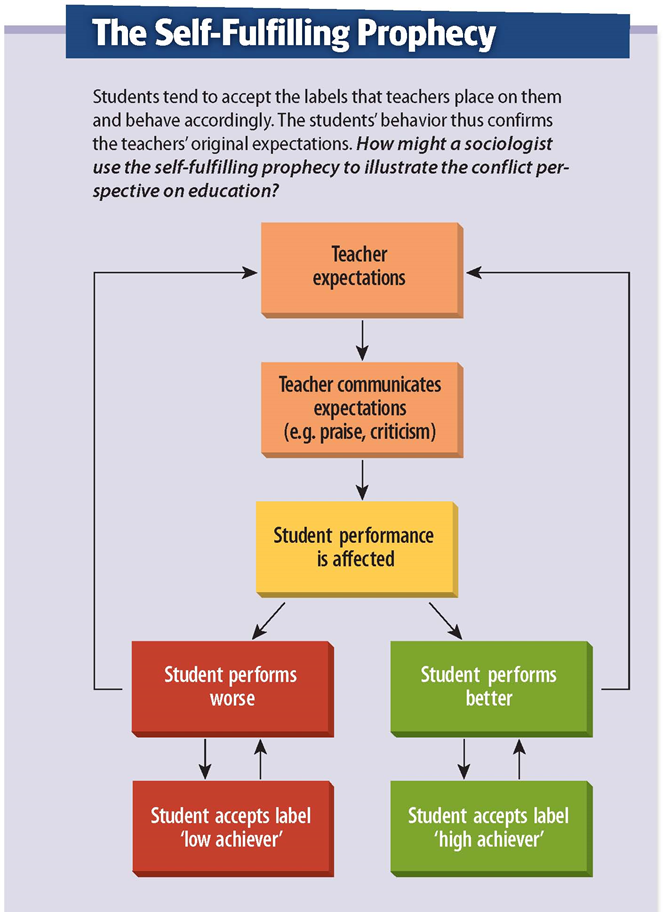 The Self-Fulfilling Prophecy
Students tend to accept the labels that teachers place on them
and behave accordingly. The students’ behavior thus confirms
the teachers’ original expectations. How might a sociologist
use the self-fulfilling prophecy to illustrate the conflict per-
spective on education?
Teacher
expectations
Teacher communicates
expectations
(e.g. praise, criticism)
Student performance
is affected
Student performs
worse
Student performs
better
Student accepts label
‘low achiever’
Student accepts label
‘high achiever’